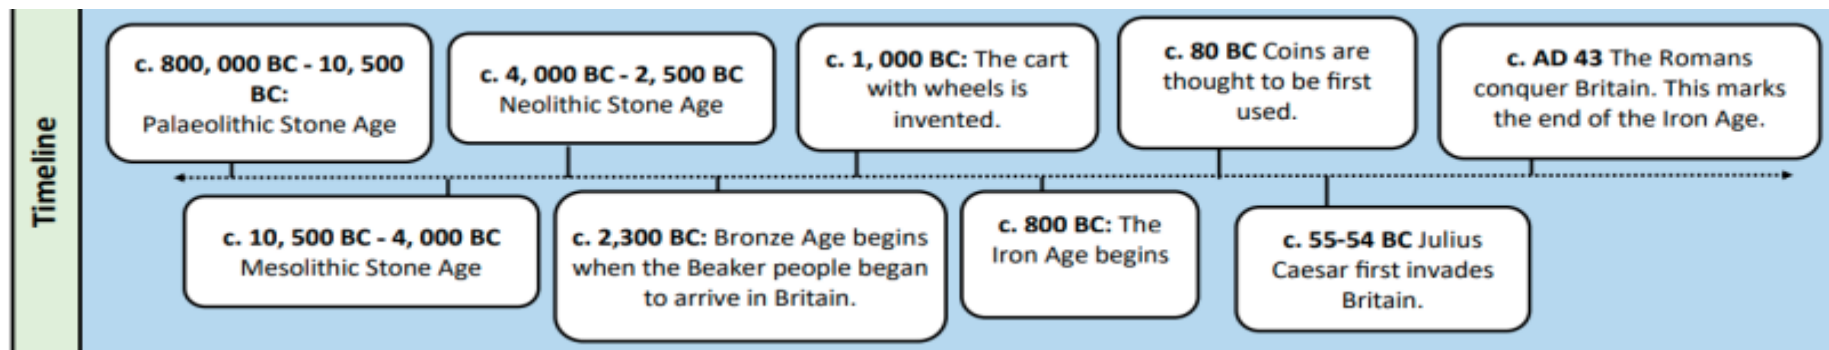 Timeline
c. 800, 000 BC - 10, 500
BC:
Palaeolithic Stone Age
c. 10, 500 BC - 4, 000 BC
Mesolithic Stone Age
c. 4, 000 BC - 2, 500 BC
Neolithic Stone Age
c. 2,300 BC: Bronze Age begins
when the Beaker people began
to arrive in Britain.
c. 1, 000 BC: The cart
with wheels is
invented.
c. 800 BC: The
Iron Age begins
c. 80 BC Coins are
thought to be first
used.
c. 55-54 BC Julius
Caesar first invades
Britain.
c. AD 43 The Romans
conquer Britain. This marks
the end of the Iron Age.